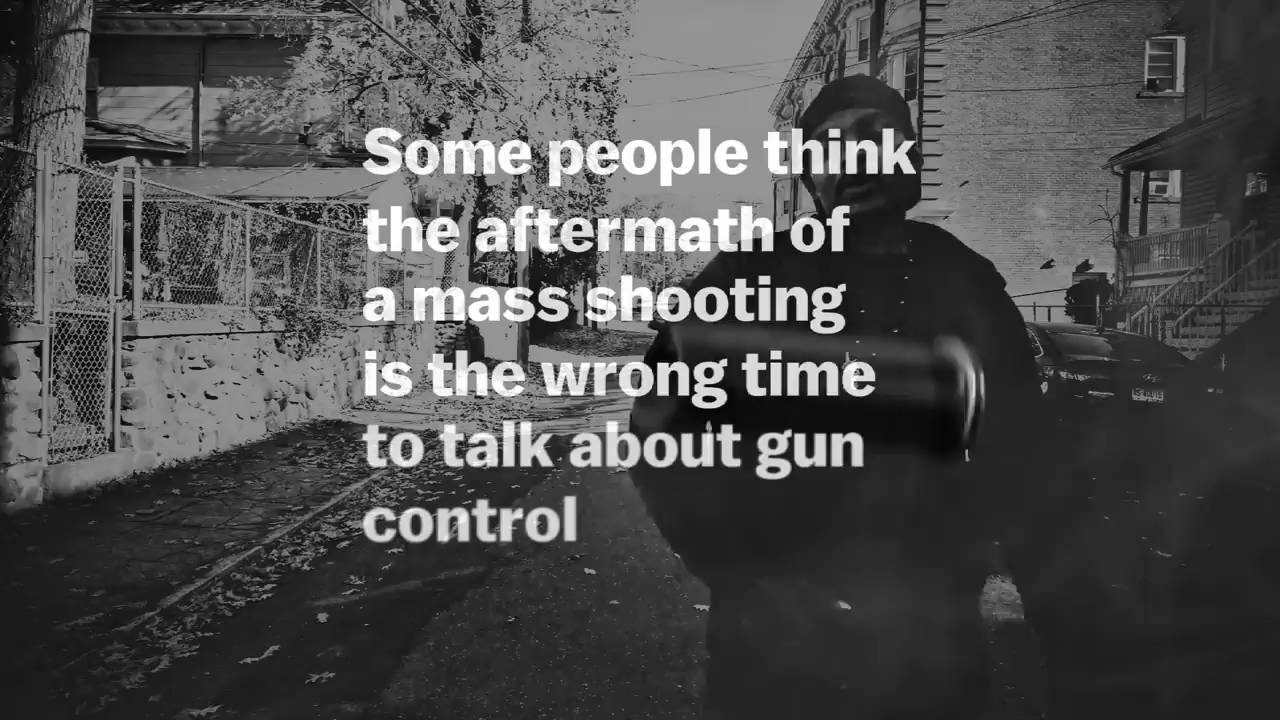 Some people think
the aftermath of
a mass shooting
is the wrong time
to talk about gun
control